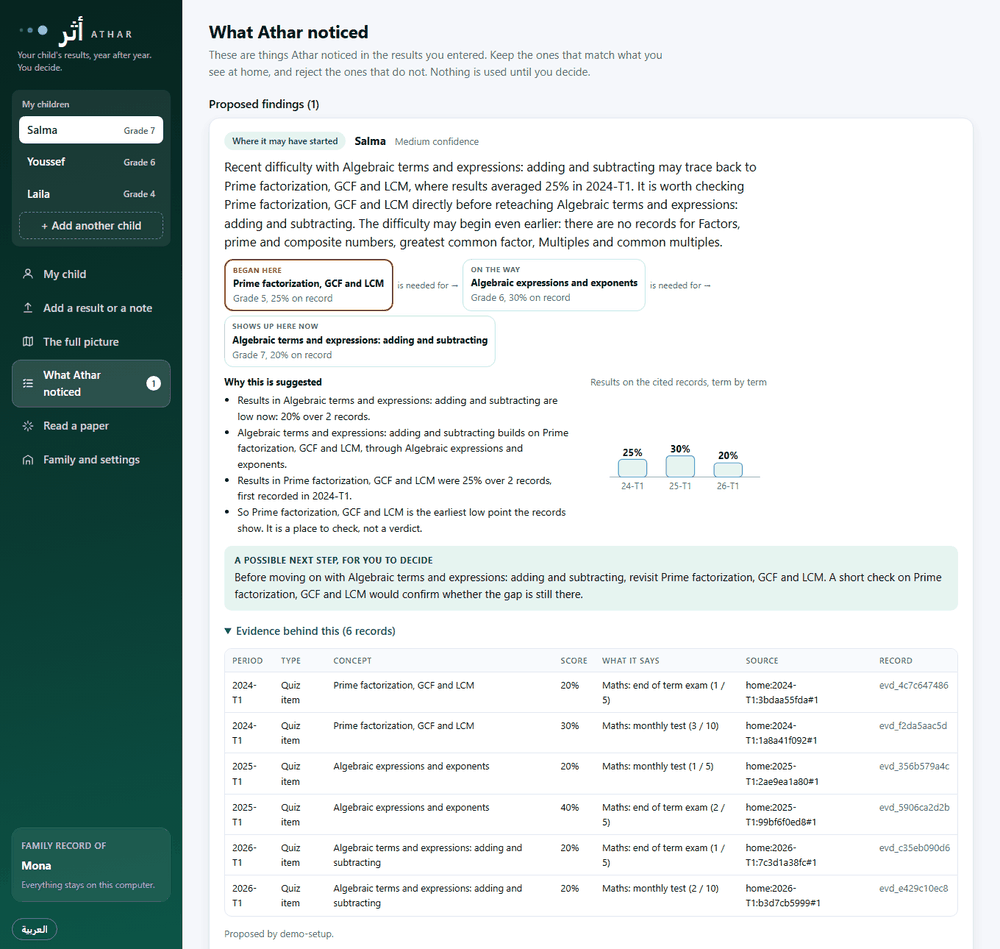 أثر ATHAR
Your child's results, year after year.
You decide.
My children
Salma Grade 7
Youssef Grade 6
Laila Grade 4
+ Add another child
My child
Add a result or a note
The full picture
What Athar
noticed
1
Read a paper
Family and settings
FAMILY RECORD OF
Mona
Everything stays on this computer.
العربية
What Athar noticed
These are things Athar noticed in the results you entered. Keep the ones that match what you
see at home, and reject the ones that do not. Nothing is used until you decide.
Proposed findings (1)
Where it may have started Salma Medium confidence
Recent difficulty with Algebraic terms and expressions: adding and subtracting may trace back to
Prime factorization, GCF and LCM, where results averaged 25% in 2024-T1. It is worth checking
Prime factorization, GCF and LCM directly before reteaching Algebraic terms and expressions:
adding and subtracting. The difficulty may begin even earlier: there are no records for Factors,
prime and composite numbers, greatest common factor, Multiples and common multiples.
BEGAN HERE
Prime factorization, GCF and LCM
Grade 5, 25% on record
is needed for →
ON THE WAY
Algebraic expressions and exponents
Grade 6, 30% on record
is needed for →
SHOWS UP HERE NOW
Algebraic terms and expressions: adding and subtracting
Grade 7, 20% on record
Why this is suggested
• Results in Algebraic terms and expressions: adding and subtracting are
low now: 20% over 2 records.
• Algebraic terms and expressions: adding and subtracting builds on Prime
factorization, GCF and LCM, through Algebraic expressions and
exponents.
• Results in Prime factorization, GCF and LCM were 25% over 2 records,
first recorded in 2024-T1.
• So Prime factorization, GCF and LCM is the earliest low point the records
show. It is a place to check, not a verdict.
Results on the cited records, term by term
25% 30% 20%
24-T1 25-T1 26-T1
A POSSIBLE NEXT STEP, FOR YOU TO DECIDE
Before moving on with Algebraic terms and expressions: adding and subtracting, revisit Prime factorization, GCF and LCM. A short check on Prime
factorization, GCF and LCM would confirm whether the gap is still there.
▼ Evidence behind this (6 records)
PERIOD TYPE CONCEPT SCORE WHAT IT SAYS SOURCE RECORD
2024- Quiz Prime factorization, GCF and LCM 20% Maths: end of term exam (1 / home:2024- evd_4c7c647486
T1 item 5) T1:3bdaa55fda#1
2024- Quiz Prime factorization, GCF and LCM 30% Maths: monthly test (3 / 10) home:2024- evd_f2da5aac5d
T1 item T1:1a8a41f092#1
2025- Quiz Algebraic expressions and exponents 20% Maths: monthly test (1 / 5) home:2025- evd_356b579a4c
T1 item T1:2ae9ea1a80#1
2025- Quiz Algebraic expressions and exponents 40% Maths: end of term exam (2 / home:2025- evd_5906ca2d2b
T1 item 5) T1:99bf6f0ed8#1
2026- Quiz Algebraic terms and expressions: adding and 20% Maths: end of term exam (1 / home:2026- evd_c35eb090d6
T1 item subtracting 5) T1:7c3d1a38fc#1
2026- Quiz Algebraic terms and expressions: adding and 20% Maths: monthly test (2 / 10) home:2026- evd_e429c10ec8
T1 item subtracting T1:b3d7cb5999#1
Proposed by demo-setup.